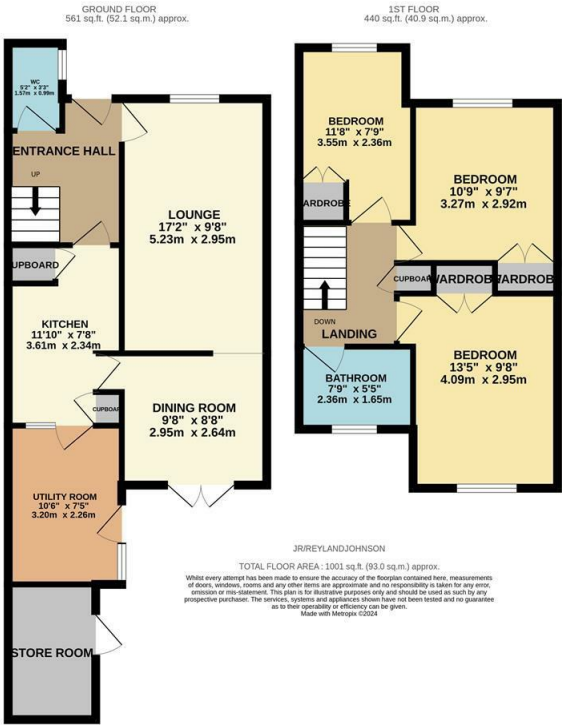 GROUND FLOOR
561 sq.ft. (52.1 sq.m.) approx.
WC
5'2" x 3'3"
1.57m x 0.99m
ENTRANCE HALL
UP
LOUNGE
17'2" x 9'8"
5.23m x 2.95m
CUPBOARD
KITCHEN
11'10" x 7'8"
3.61m x 2.34m
CUPBOARD
DINING ROOM
9'8" x 8'8"
2.95m x 2.64m
UTILITY ROOM
10'6" x 7'5"
3.20m x 2.26m
STORE ROOM
1ST FLOOR
440 sq.ft. (40.9 sq.m.) approx.
BEDROOM
11'8" x 7'9"
3.55m x 2.36m
WARDROBE
BEDROOM
10'9" x 9'7"
3.27m x 2.92m
CUPBOARD
WARDROBE
WARDROBE
DOWN
LANDING
BEDROOM
13'5" x 9'8"
4.09m x 2.95m
BATHROOM
7'9" x 5'5"
2.36m x 1.65m
JR/REYLANDJOHNSON
TOTAL FLOOR AREA : 1001 sq.ft. (93.0 sq.m.) approx.
Whilst every attempt has been made to ensure the accuracy of the floorplan contained here, measurements
of doors, windows, rooms and any other items are approximate and no responsibility is taken for any error,
omission or mis-statement. This plan is for illustrative purposes only and should be used as such by any
prospective purchaser. The services, systems and appliances shown have not been tested and no guarantee
as to their operability or efficiency can be given.
Made with Metropix ©2024